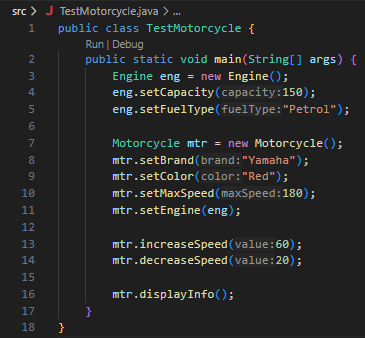 src > J TestMotorcycle.java > ...
1 public class TestMotorcycle {
Run | Debug
2 public static void main(String[] args) {
3 Engine eng = new Engine();
4 eng.setCapacity(capacity:150);
5 eng.setFuelType(fuelType:"Petrol");
6
7 Motorcycle mtr = new Motorcycle();
8 mtr.setBrand(brand:"Yamaha");
9 mtr.setColor(color:"Red");
10 mtr.setMaxSpeed(maxSpeed:180);
11 mtr.setEngine(eng);
12
13 mtr.increaseSpeed(value:60);
14 mtr.decreaseSpeed(value:20);
15
16 mtr.displayInfo();
17 }
18 }